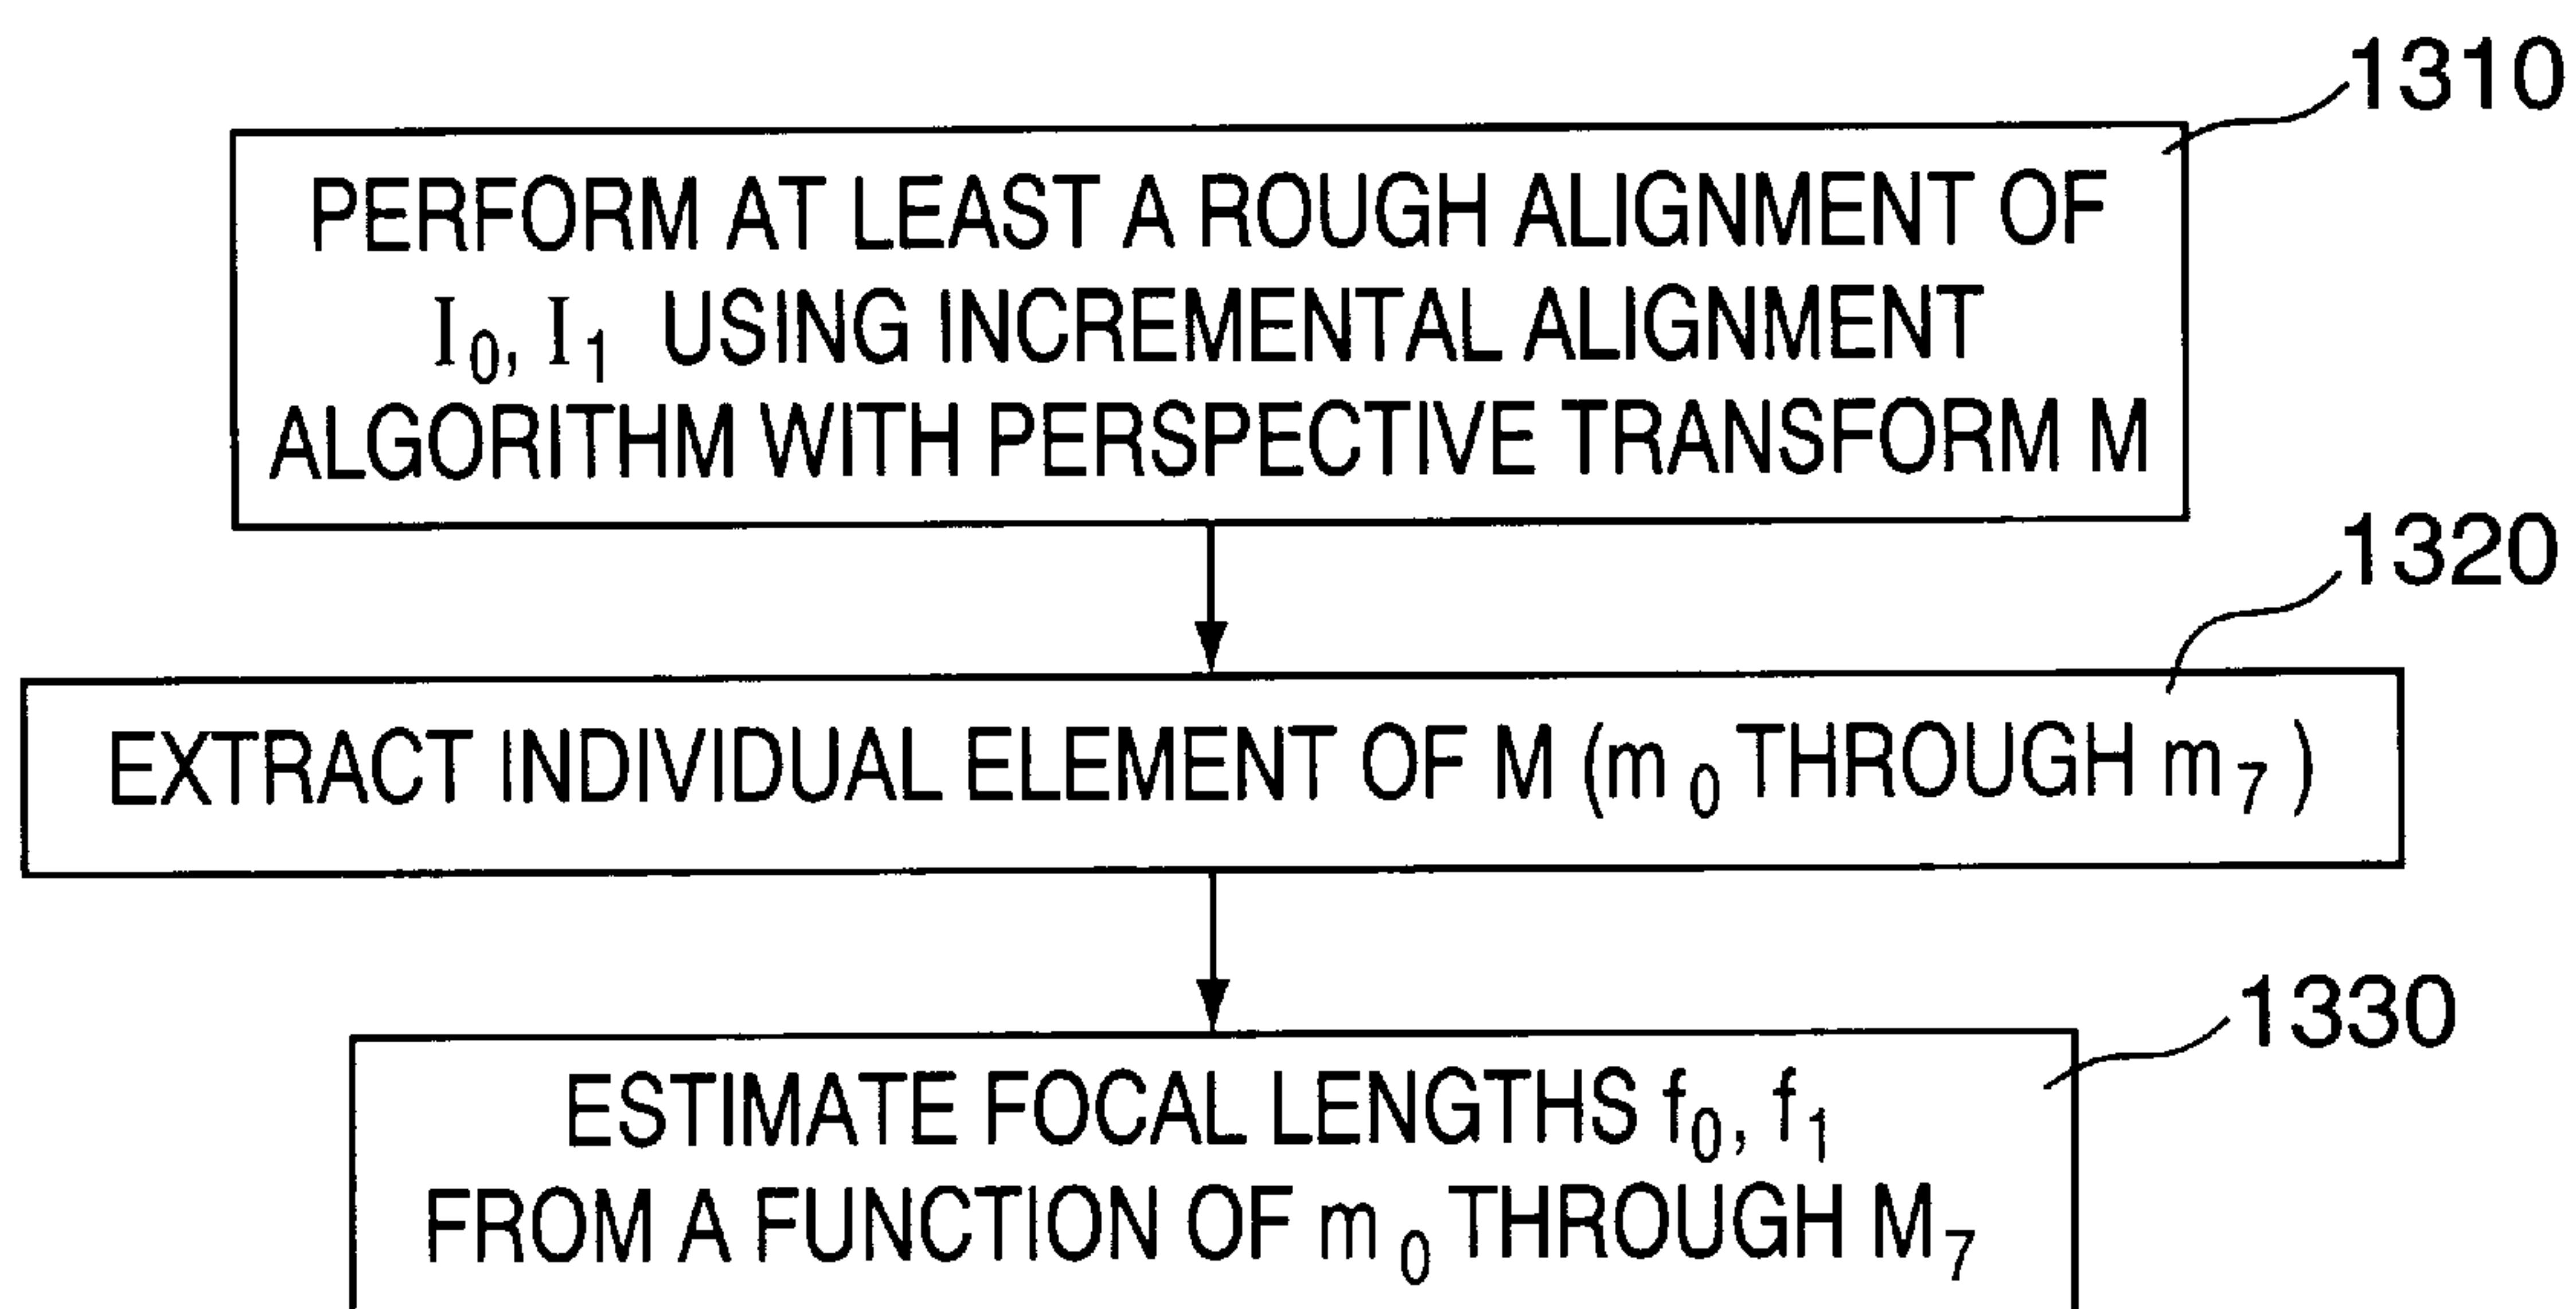 1310
PERFORM AT LEAST A ROUGH ALIGNMENT OF
I₀, I₁ USING INCREMENTAL ALIGNMENT
ALGORITHM WITH PERSPECTIVE TRANSFORM M
1320
EXTRACT INDIVIDUAL ELEMENT OF M (m₀ THROUGH m₇)
1330
ESTIMATE FOCAL LENGTHS f₀, f₁
FROM A FUNCTION OF m₀ THROUGH M₇